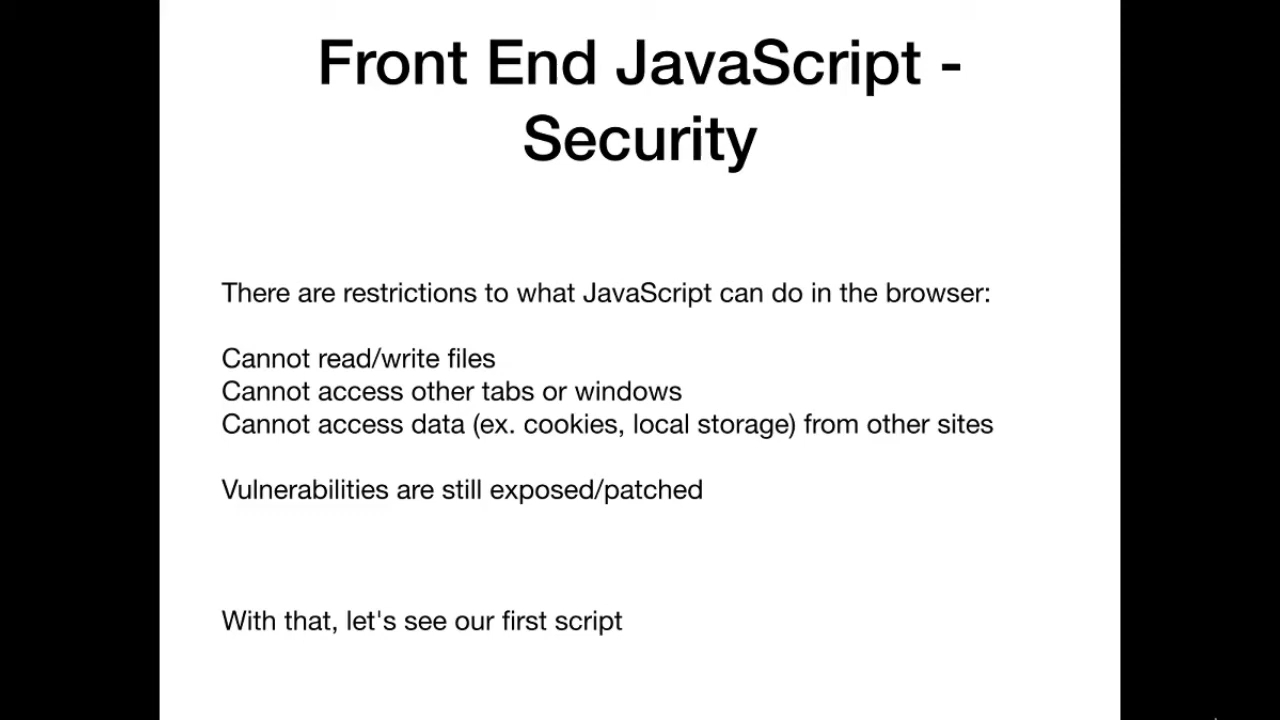 Front End JavaScript -
Security
There are restrictions to what JavaScript can do in the browser:
Cannot read/write files
Cannot access other tabs or windows
Cannot access data (ex. cookies, local storage) from other sites
Vulnerabilities are still exposed/patched
With that, let's see our first script